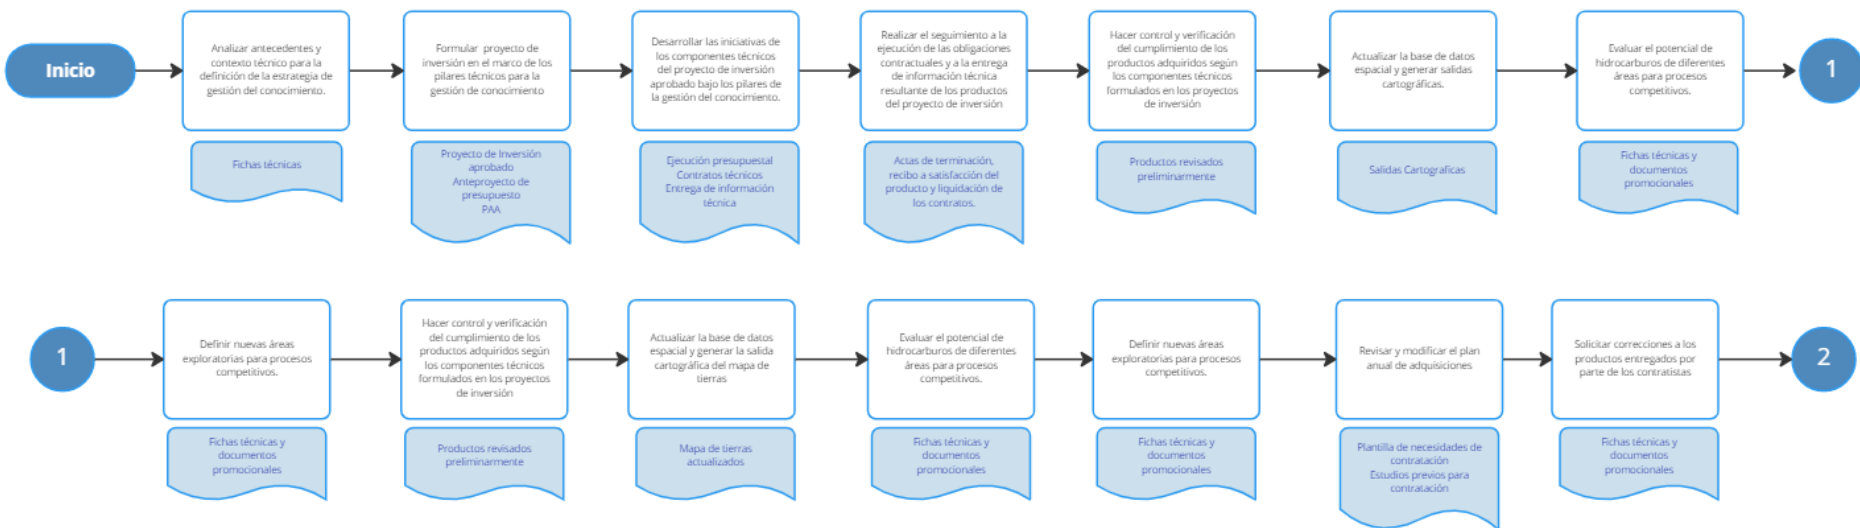 Inicio
Analizar antecedentes y
contexto técnico para la
definición de la estrategia de
gestión del conocimiento.
Formular proyecto de
inversión en el marco de los
pilares técnicos para la
gestión de conocimiento
Desarrollar las iniciativas de
los componentes técnicos
del proyecto de inversión
aprobado bajo los pilares de
la gestión del conocimiento.
Realizar el seguimiento a la
ejecución de las obligaciones
contractuales y a la entrega
de información técnica
resultante de los productos
del proyecto de inversión
Hacer control y verificación
del cumplimiento de los
productos adquiridos según
los componentes técnicos
formulados en los proyectos
de inversión
Actualizar la base de datos
espacial y generar salidas
cartográficas.
Evaluar el potencial de
hidrocarburos de diferentes
áreas para procesos
competitivos.
1
Fichas técnicas
Proyecto de Inversión
aprobado
Anteproyecto de
presupuesto
PAA
Ejecución presupuestal
Contratos técnicos
Entrega de información
técnica
Actas de terminación,
recibo a satisfacción del
producto y liquidación de
los contratos.
Productos revisados
preliminarmente
Salidas Cartograficas
Fichas técnicas y
documentos
promocionales
1
Definir nuevas áreas
exploratorias para procesos
competitivos.
Hacer control y verificación
del cumplimiento de los
productos adquiridos según
los componentes técnicos
formulados en los proyectos
de inversión
Actualizar la base de datos
espacial y generar la salida
cartográfica del mapa de
tierras
Evaluar el potencial de
hidrocarburos de diferentes
áreas para procesos
competitivos.
Definir nuevas áreas
exploratorias para procesos
competitivos.
Revisar y modificar el plan
anual de adquisiciones
Solicitar correcciones a los
productos entregados por
parte de los contratistas
2
Fichas técnicas y
documentos
promocionales
Productos revisados
preliminarmente
Mapa de tierras
actualizados
Fichas técnicas y
documentos
promocionales
Fichas técnicas y
documentos
promocionales
Plantilla de necesidades de
contratación
Estudios previos para
contratación
Fichas técnicas y
documentos
promocionales